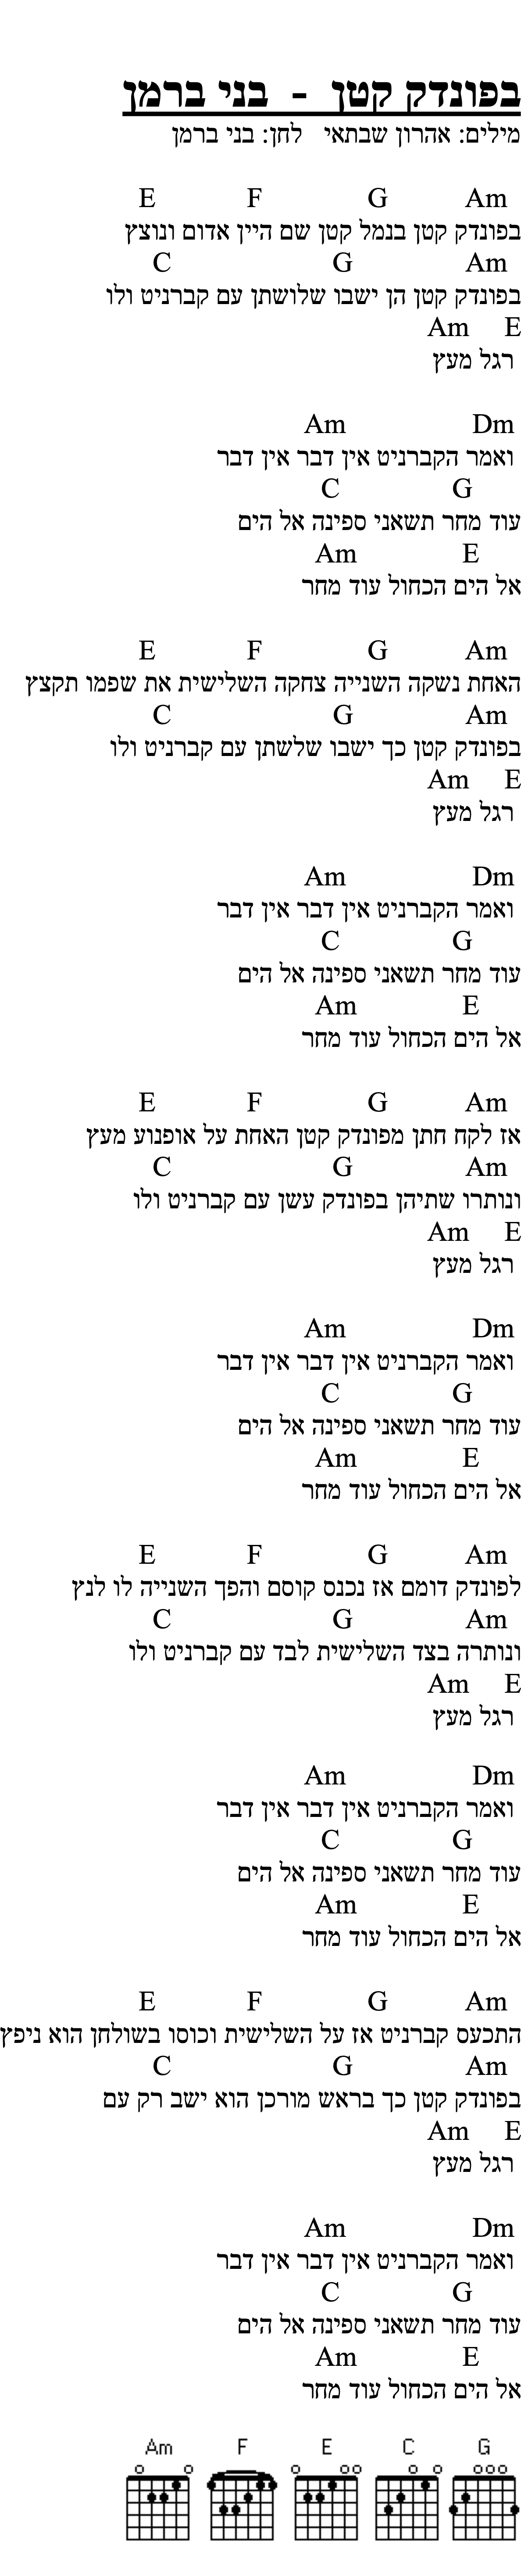 בפונדק קטן - בני ברמן
מילים: אהרון שבתאי לחן: בני ברמן
E F G Am
בפונדק קטן בנמל קטן שם היין אדום ונוצץ
C G Am
בפונדק קטן הן ישבו שלושתן עם קברניט ולו
Am E
רגל מעץ
Am Dm
ואמר הקברניט אין דבר אין דבר
C G
עוד מחר תשאני ספינה אל הים
Am E
אל הים הכחול עוד מחר
E F G Am
האחת נשקה השנייה צחקה השלישית את שפמו תקצץ
C G Am
בפונדק קטן כך ישבו שלשתן עם קברניט ולו
Am E
רגל מעץ
Am Dm
ואמר הקברניט אין דבר אין דבר
C G
עוד מחר תשאני ספינה אל הים
Am E
אל הים הכחול עוד מחר
E F G Am
אז לקח חתן מפונדק קטן האחת על אופנוע מעץ
C G Am
ונותרו שתיהן בפונדק עשן עם קברניט ולו
Am E
רגל מעץ
Am Dm
ואמר הקברניט אין דבר אין דבר
C G
עוד מחר תשאני ספינה אל הים
Am E
אל הים הכחול עוד מחר
E F G Am
לפונדק דומם אז נכנס קוסם והפך השנייה לו לנץ
C G Am
ונותרה בצד השלישית לבד עם קברניט ולו
Am E
רגל מעץ
Am Dm
ואמר הקברניט אין דבר אין דבר
C G
עוד מחר תשאני ספינה אל הים
Am E
אל הים הכחול עוד מחר
E F G Am
התכעס קברניט אז על השלישית וכוסו בשולחן הוא ניפץ
C G Am
בפונדק קטן כך בראש מורכן הוא ישב רק עם
Am E
רגל מעץ
Am Dm
ואמר הקברניט אין דבר אין דבר
C G
עוד מחר תשאני ספינה אל הים
Am E
אל הים הכחול עוד מחר
Am F E C G